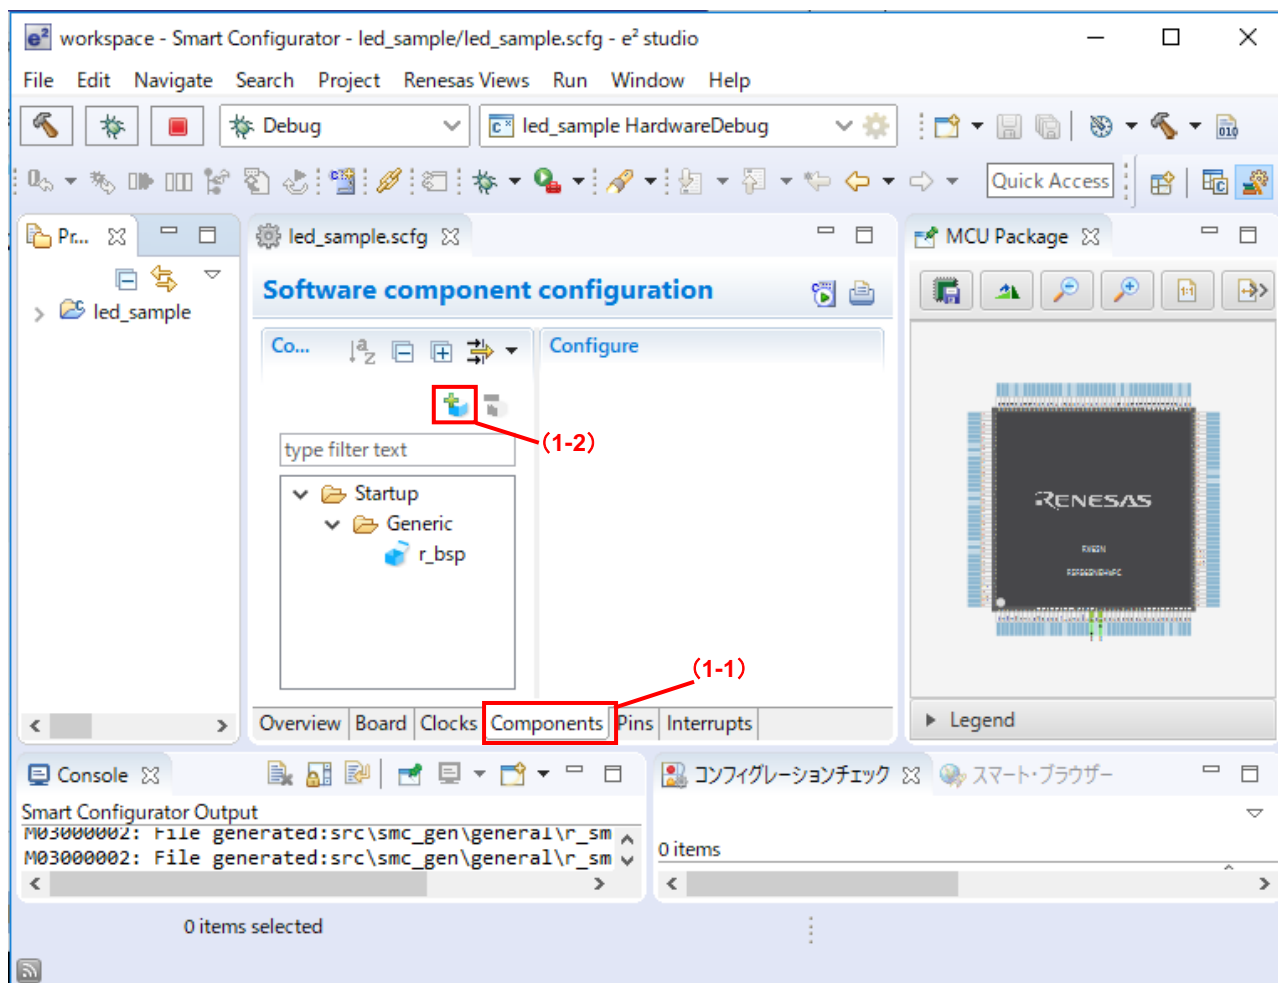 workspace - Smart Configurator - led_sample/led_sample.scfg - e² studio
File Edit Navigate Search Project Renesas Views Run Window Help
Debug
led_sample HardwareDebug
Quick Access
Pr...
led_sample.scfg
MCU Package
Software component configuration
led_sample
Co...
Configure
(1-2)
type filter text
Startup
Generic
r_bsp
RENESAS
(1-1)
Overview Board Clocks Components Pins Interrupts
Legend
Console
コンフィグレーションチェック
スマート・ブラウザー
Smart Configurator Output
M03000002: File generated:src\smc_gen\general\r_sm
M03000002: File generated:src\smc_gen\general\r_sm
0 items
0 items selected